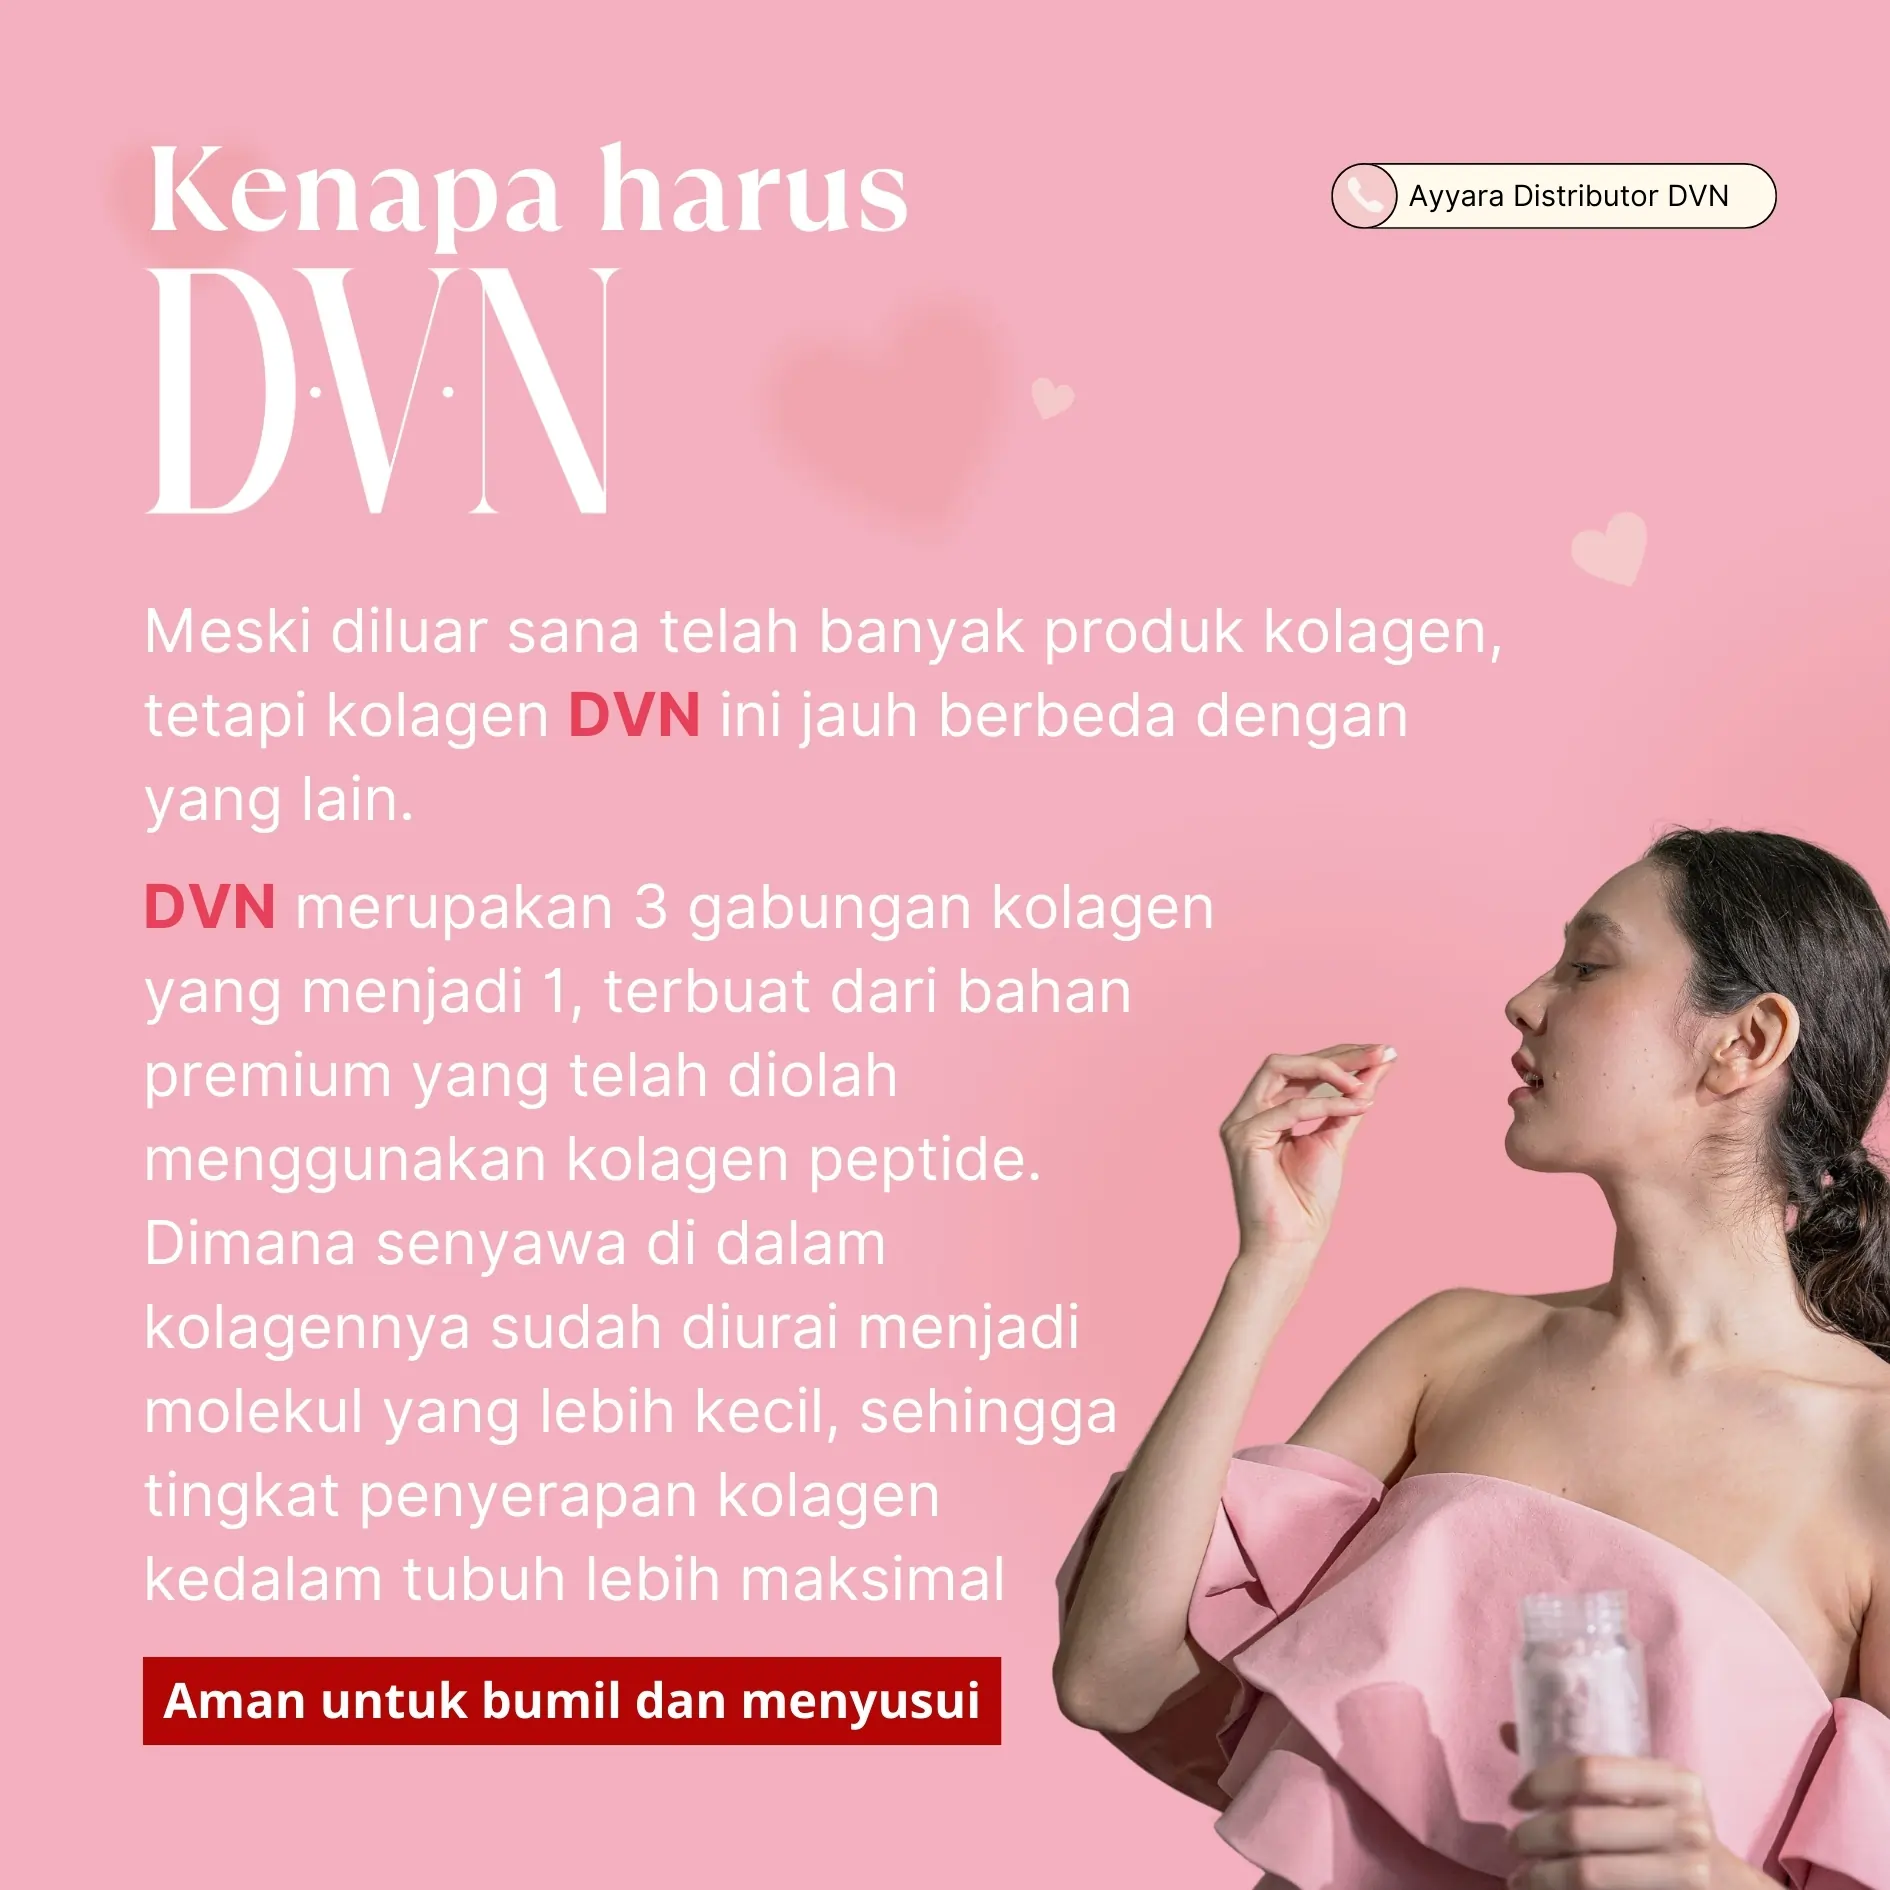 Kenapa harus
D·V·N
Ayyara Distributor DVN
Meski diluar sana telah banyak produk kolagen,
tetapi kolagen DVN ini jauh berbeda dengan
yang lain.
DVN merupakan 3 gabungan kolagen
yang menjadi 1, terbuat dari bahan
premium yang telah diolah
menggunakan kolagen peptide.
Dimana senyawa di dalam
kolagennya sudah diurai menjadi
molekul yang lebih kecil, sehingga
tingkat penyerapan kolagen
kedalam tubuh lebih maksimal
Aman untuk bumil dan menyusui